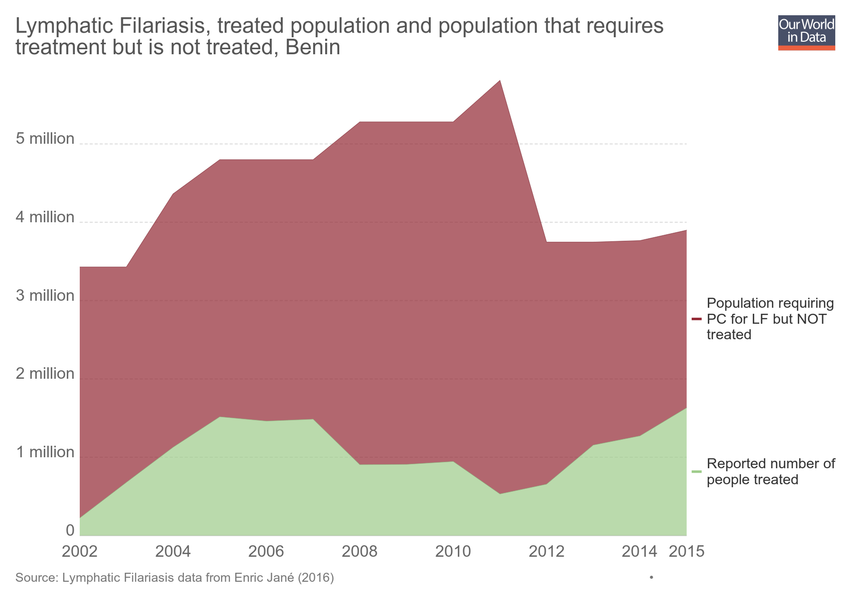 Lymphatic Filariasis, treated population and population that requires
treatment but is not treated, Benin
Our World
in Data
5 million
4 million
3 million
2 million
1 million
0
Population requiring
PC for LF but NOT
treated
Reported number of
people treated
2002
2004
2006
2008
2010
2012
2014
2015
Source: Lymphatic Filariasis data from Enric Jané (2016)
•